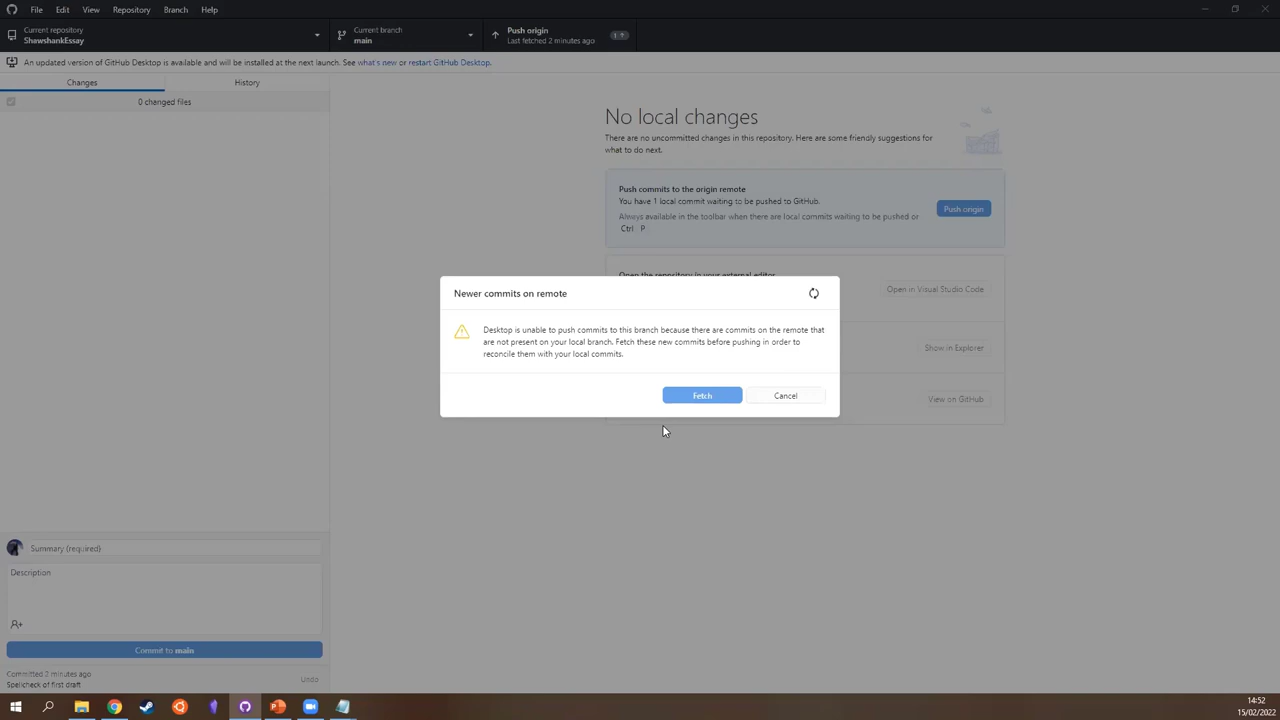 File Edit View Repository Branch Help
Current repository
ShawshankEssay
Current branch
main
Push origin
Last fetched 2 minutes ago
1
An updated version of GitHub Desktop is available and will be installed at the next launch. See what's new or restart GitHub Desktop.
Changes
History
0 changed files
No local changes
There are no uncommitted changes in this repository. Here are some friendly suggestions for
what to do next.
Push commits to the origin remote
You have 1 local commit waiting to be pushed to GitHub.
Always available in the toolbar when there are local commits waiting to be pushed or
Ctrl P
Push origin
Open the repository in your external editor
Open in Visual Studio Code
Show in Explorer
View on GitHub
Newer commits on remote
Desktop is unable to push commits to this branch because there are commits on the remote that
are not present on your local branch. Fetch these new commits before pushing in order to
reconcile them with your local commits.
Fetch
Cancel
Summary (required)
Description
Commit to main
Committed 2 minutes ago
Spellcheck of first draft
Undo
14:52
15/02/2022